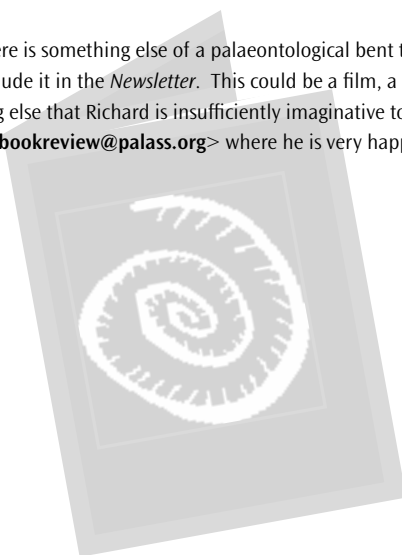 ere is something else of a palaeontological bent
ude it in the Newsletter. This could be a film, a
g else that Richard is insufficiently imaginative to
bookreview@palass.org> where he is very happ